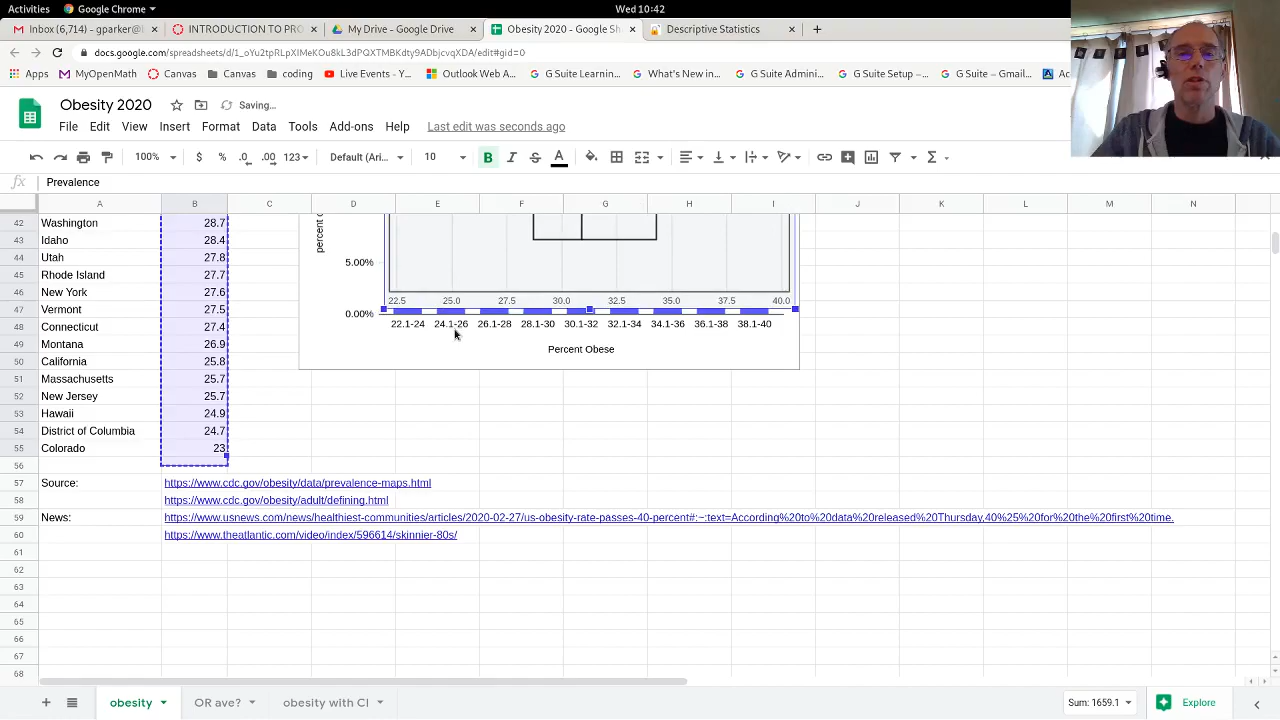 Activities Google Chrome Wed 10:42
Inbox (6,714) - gparker@ INTRODUCTION TO PRO My Drive - Google Drive Obesity 2020 - Google Sh Descriptive Statistics
docs.google.com/spreadsheets/d/1_oYu2tpRLpXIMeKOu8kL3dPQXTMBKdty9ADbjcvqXDA/edit#gid=0
Apps MyOpenMath Canvas Canvas coding Live Events - Y... Outlook Web A... G Suite Learnin... What's New in... G Suite Admini... G Suite Setup –... G Suite – Gmail...
Obesity 2020 Saving...
File Edit View Insert Format Data Tools Add-ons Help Last edit was seconds ago
100% $ % .0 .00 123 Default (Ari... 10 B I S A
fx Prevalence
A B C D E F G H I J K L M N
42 Washington 28.7
43 Idaho 28.4
44 Utah 27.8
45 Rhode Island 27.7
46 New York 27.6
47 Vermont 27.5
48 Connecticut 27.4
49 Montana 26.9
50 California 25.8
51 Massachusetts 25.7
52 New Jersey 25.7
53 Hawaii 24.9
54 District of Columbia 24.7
55 Colorado 23
56
57 Source: https://www.cdc.gov/obesity/data/prevalence-maps.html
58 https://www.cdc.gov/obesity/adult/defining.html
59 News: https://www.usnews.com/news/healthiest-communities/articles/2020-02-27/us-obesity-rate-passes-40-percent#:~:text=According%20to%20data%20released%20Thursday,40%25%20for%20the%20first%20time.
60 https://www.theatlantic.com/video/index/596614/skinnier-80s/
61
62
63
64
65
66
67
68
percent
5.00%
22.5 25.0 27.5 30.0 32.5 35.0 37.5 40.0
0.00%
22.1-24 24.1-26 26.1-28 28.1-30 30.1-32 32.1-34 34.1-36 36.1-38 38.1-40
Percent Obese
obesity OR ave? obesity with CI Sum: 1659.1 Explore